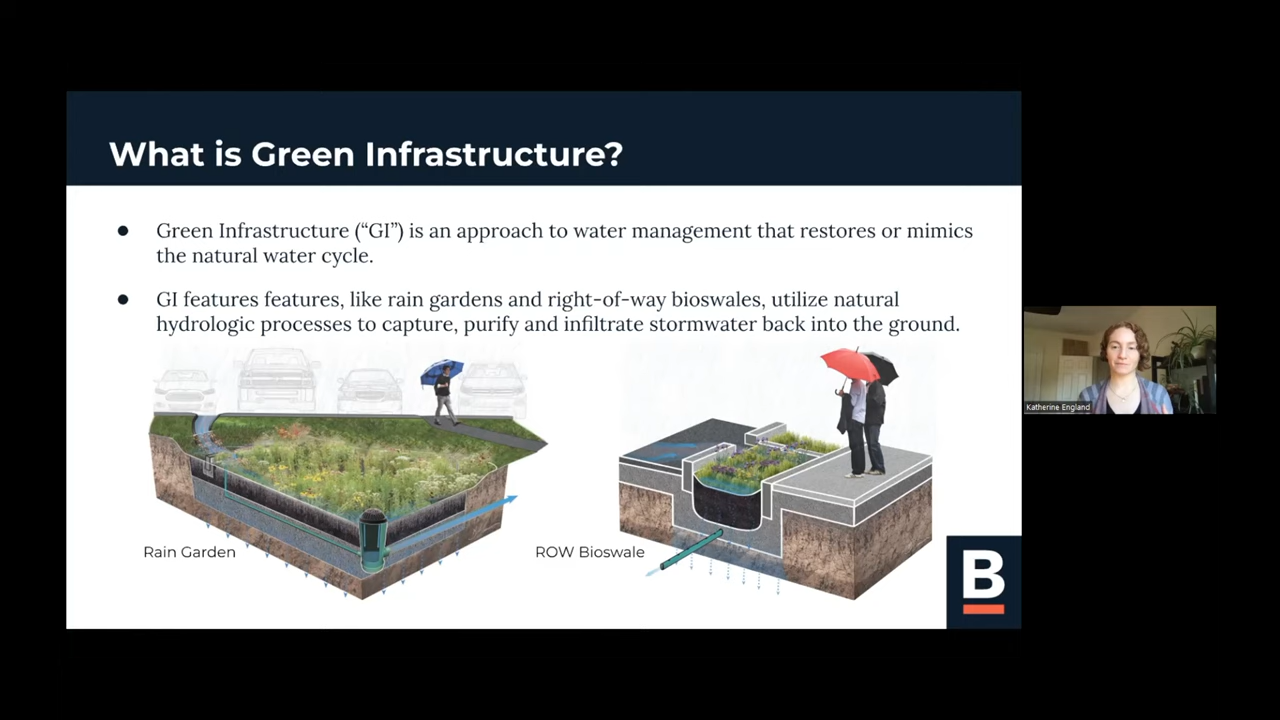 What is Green Infrastructure?
● Green Infrastructure (“GI”) is an approach to water management that restores or mimics
the natural water cycle.
● GI features features, like rain gardens and right-of-way bioswales, utilize natural
hydrologic processes to capture, purify and infiltrate stormwater back into the ground.
Katherine England
Rain Garden
ROW Bioswale
B